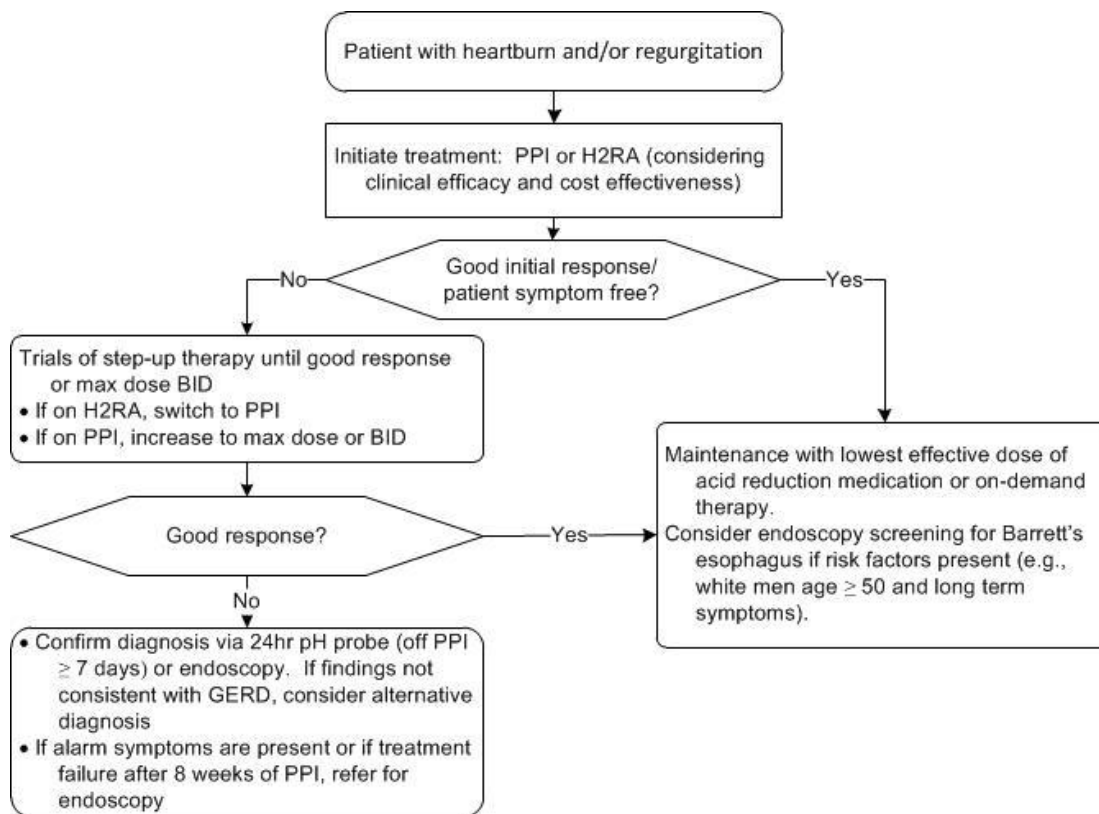 Patient with heartburn and/or regurgitation
Initiate treatment: PPI or H2RA (considering
clinical efficacy and cost effectiveness)
Good initial response/
patient symptom free?
No
Yes
Trials of step-up therapy until good response
or max dose BID
• If on H2RA, switch to PPI
• If on PPI, increase to max dose or BID
Maintenance with lowest effective dose of
acid reduction medication or on-demand
therapy.
Consider endoscopy screening for Barrett's
esophagus if risk factors present (e.g.,
white men age ≥ 50 and long term
symptoms).
Good response?
Yes
No
• Confirm diagnosis via 24hr pH probe (off PPI
≥ 7 days) or endoscopy. If findings not
consistent with GERD, consider alternative
diagnosis
• If alarm symptoms are present or if treatment
failure after 8 weeks of PPI, refer for
endoscopy